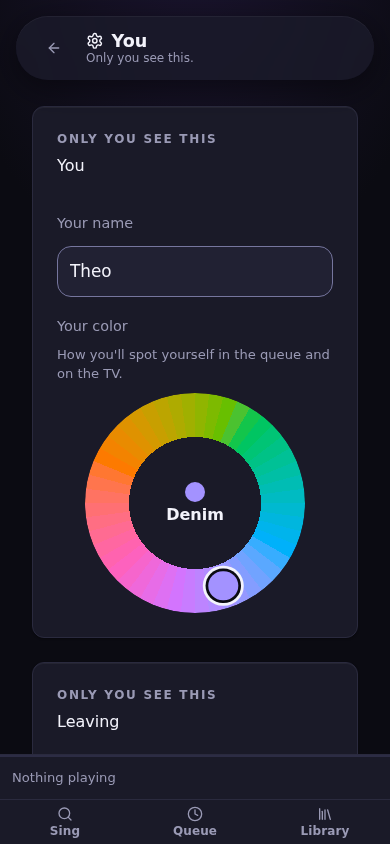 You
Only you see this.
ONLY YOU SEE THIS
You
Your name
Theo
Your color
How you'll spot yourself in the queue and
on the TV.
Denim
ONLY YOU SEE THIS
Leaving
Nothing playing
Sing
Queue
Library